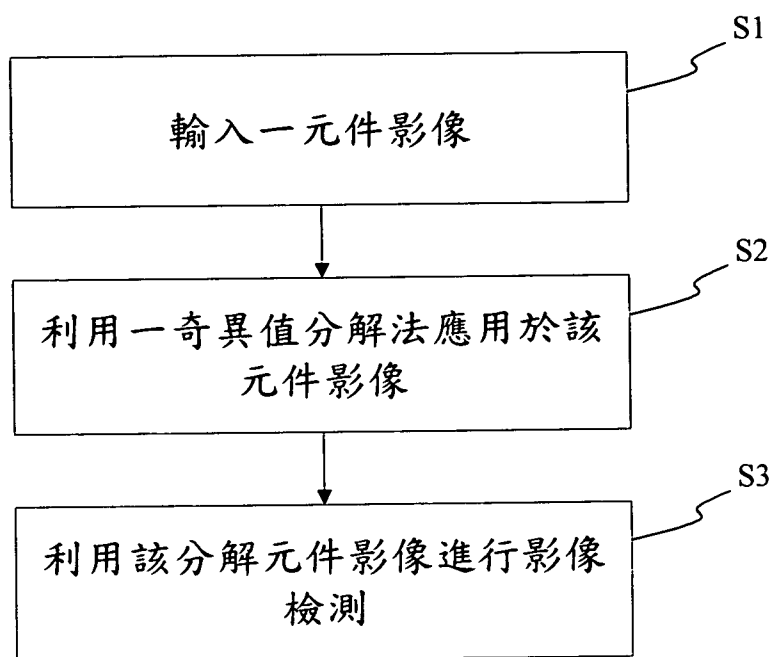 S1
輸入一元件影像
S2
利用一奇異值分解法應用於該
元件影像
S3
利用該分解元件影像進行影像
檢測